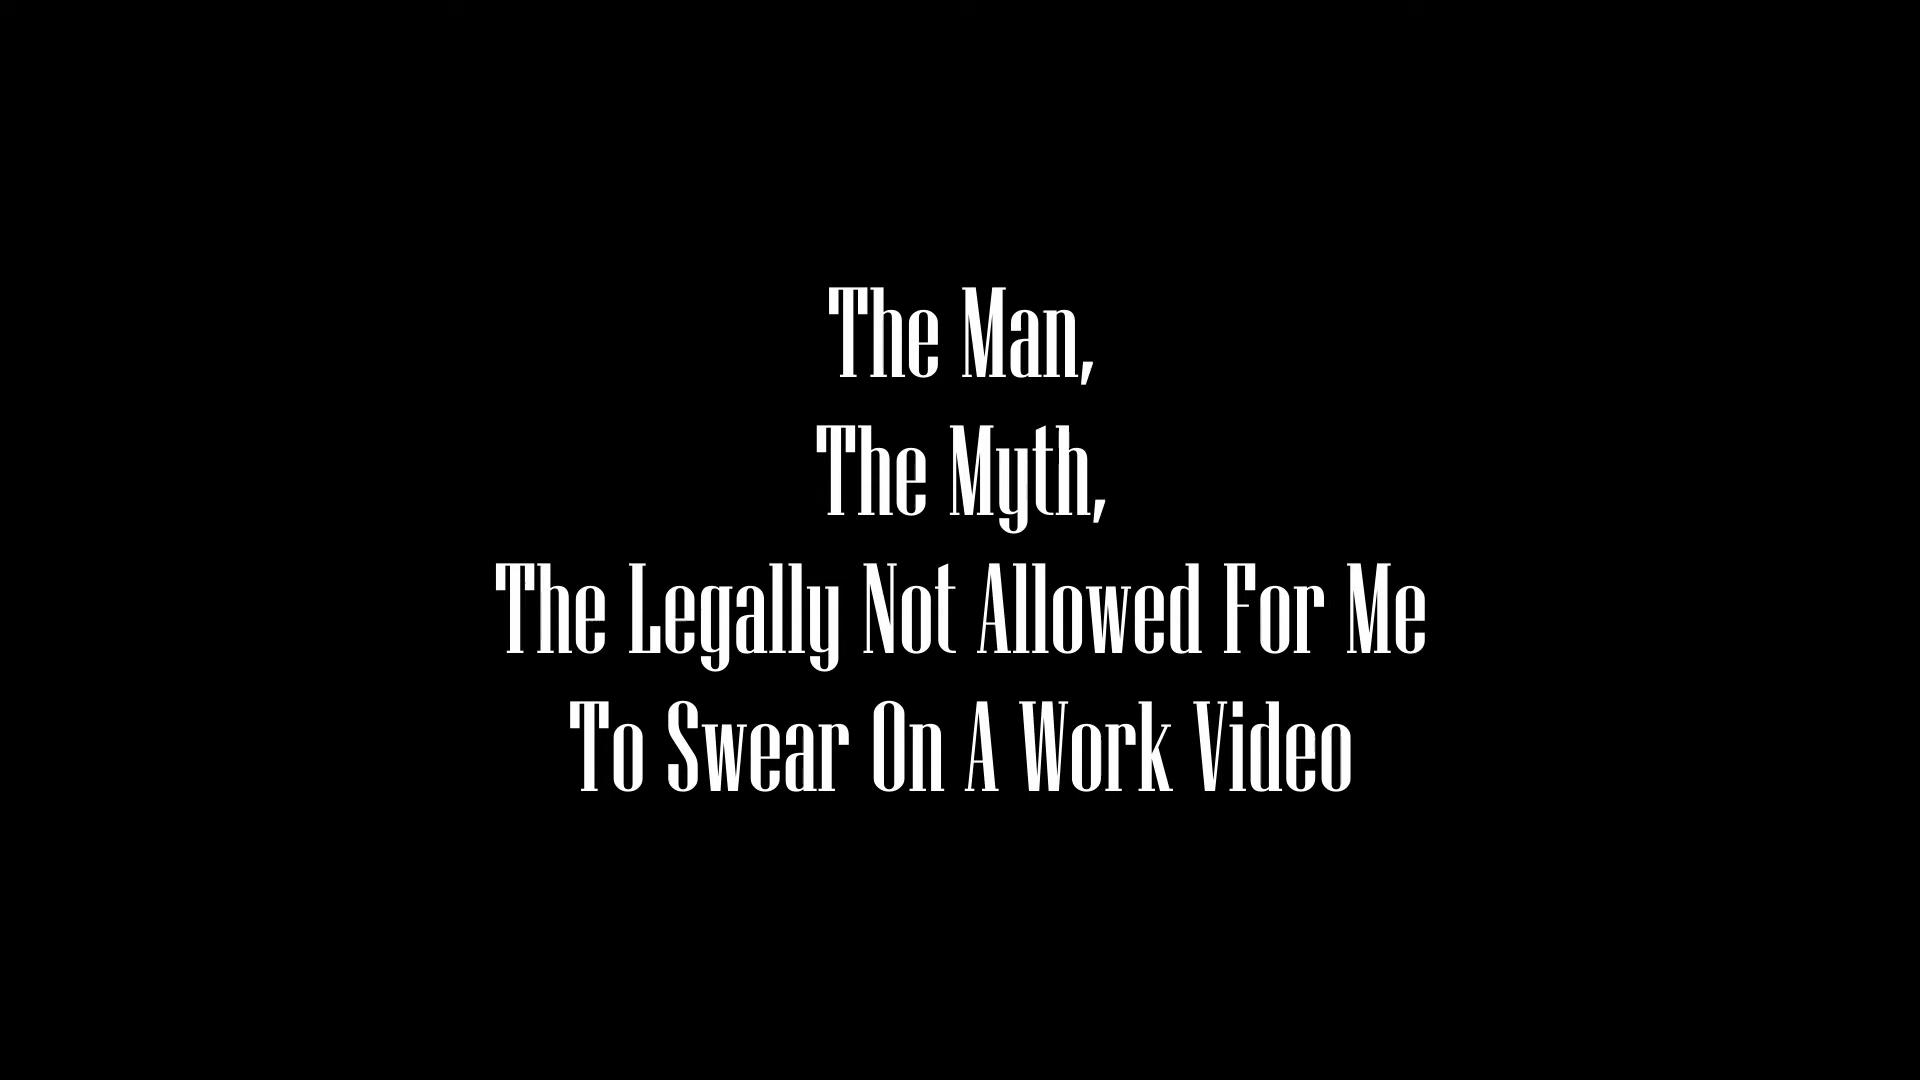 The Man,
The Myth,
The Legally Not Allowed For Me
To Swear On A Work Video